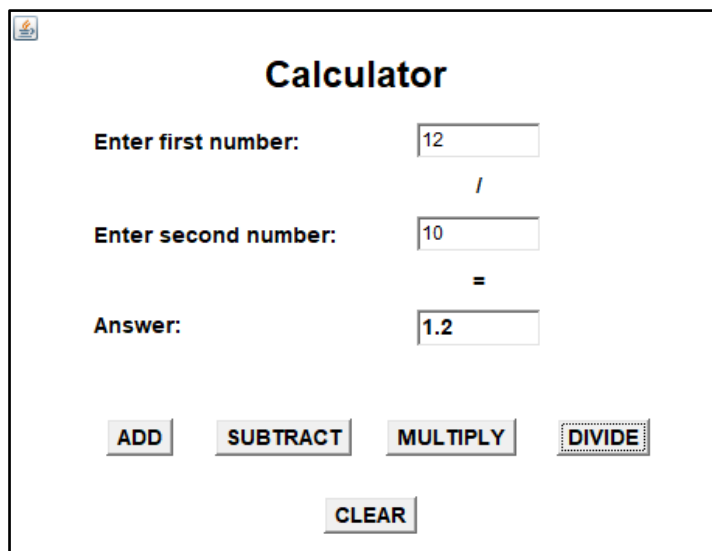 Calculator
Enter first number: 12
/
Enter second number: 10
=
Answer: 1.2
ADD SUBTRACT MULTIPLY DIVIDE
CLEAR